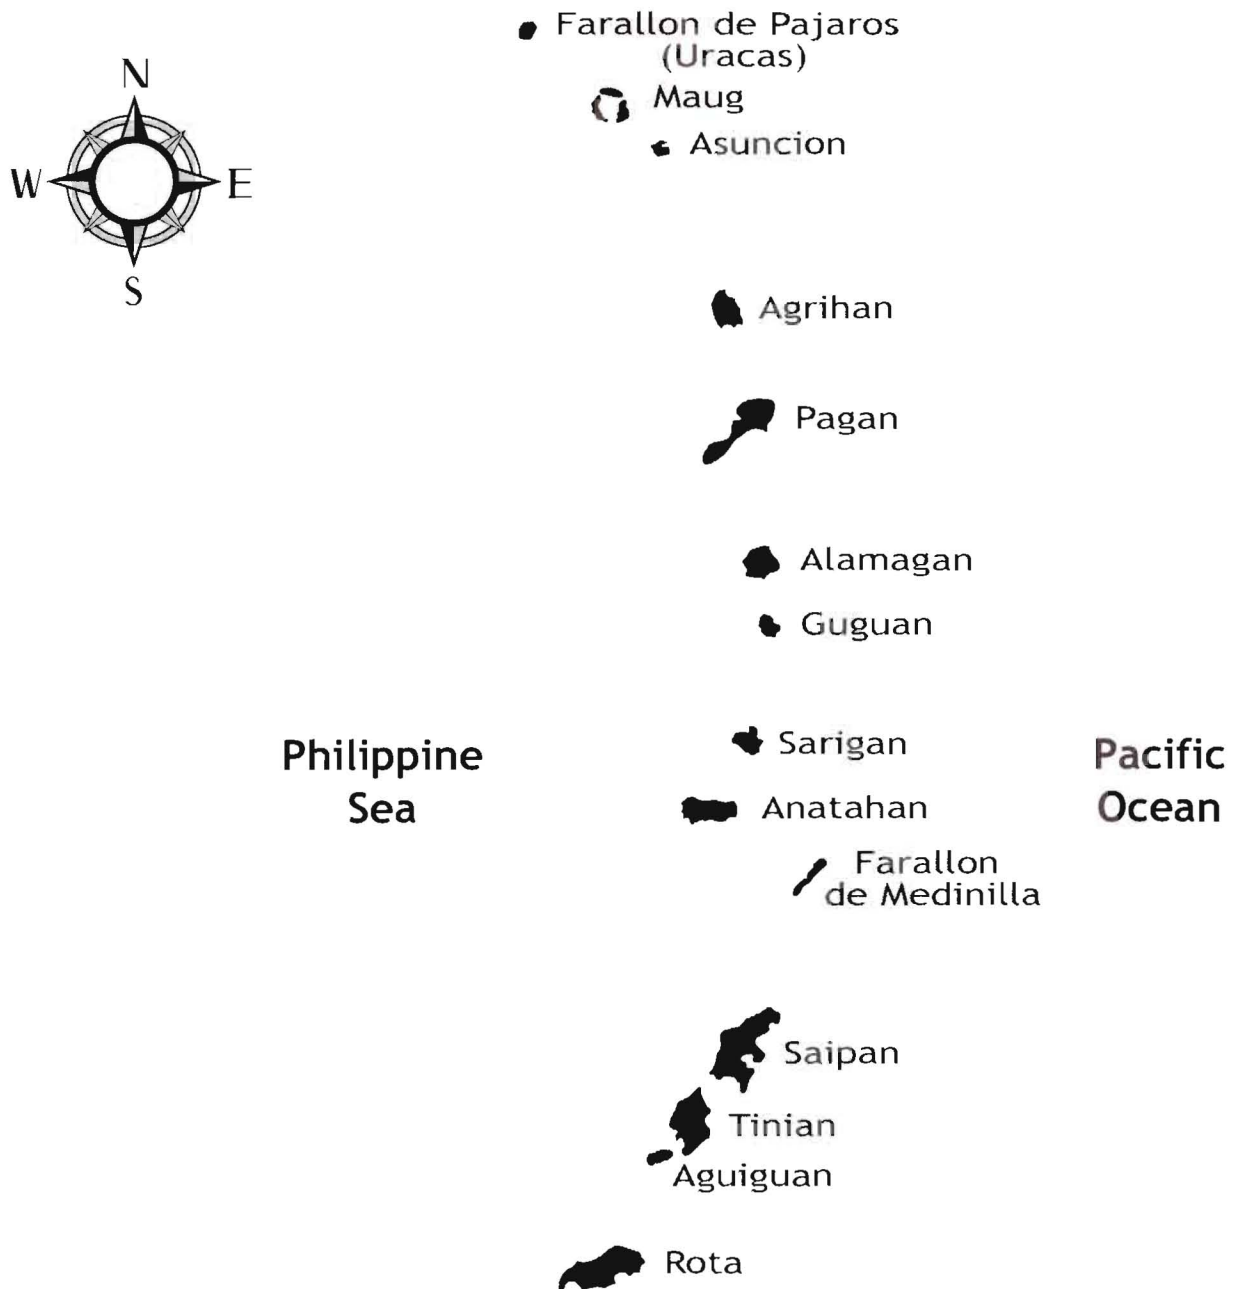 Farallon de Pajaros
(Uracas)
N
Maug
Asuncion
W
E
S
Agrihan
Pagan
Alamagan
Guguan
Sarigan
Philippine
Sea
Pacific
Ocean
Anatahan
Farallon
de Medinilla
Saipan
Tinian
Aguiguan
Rota